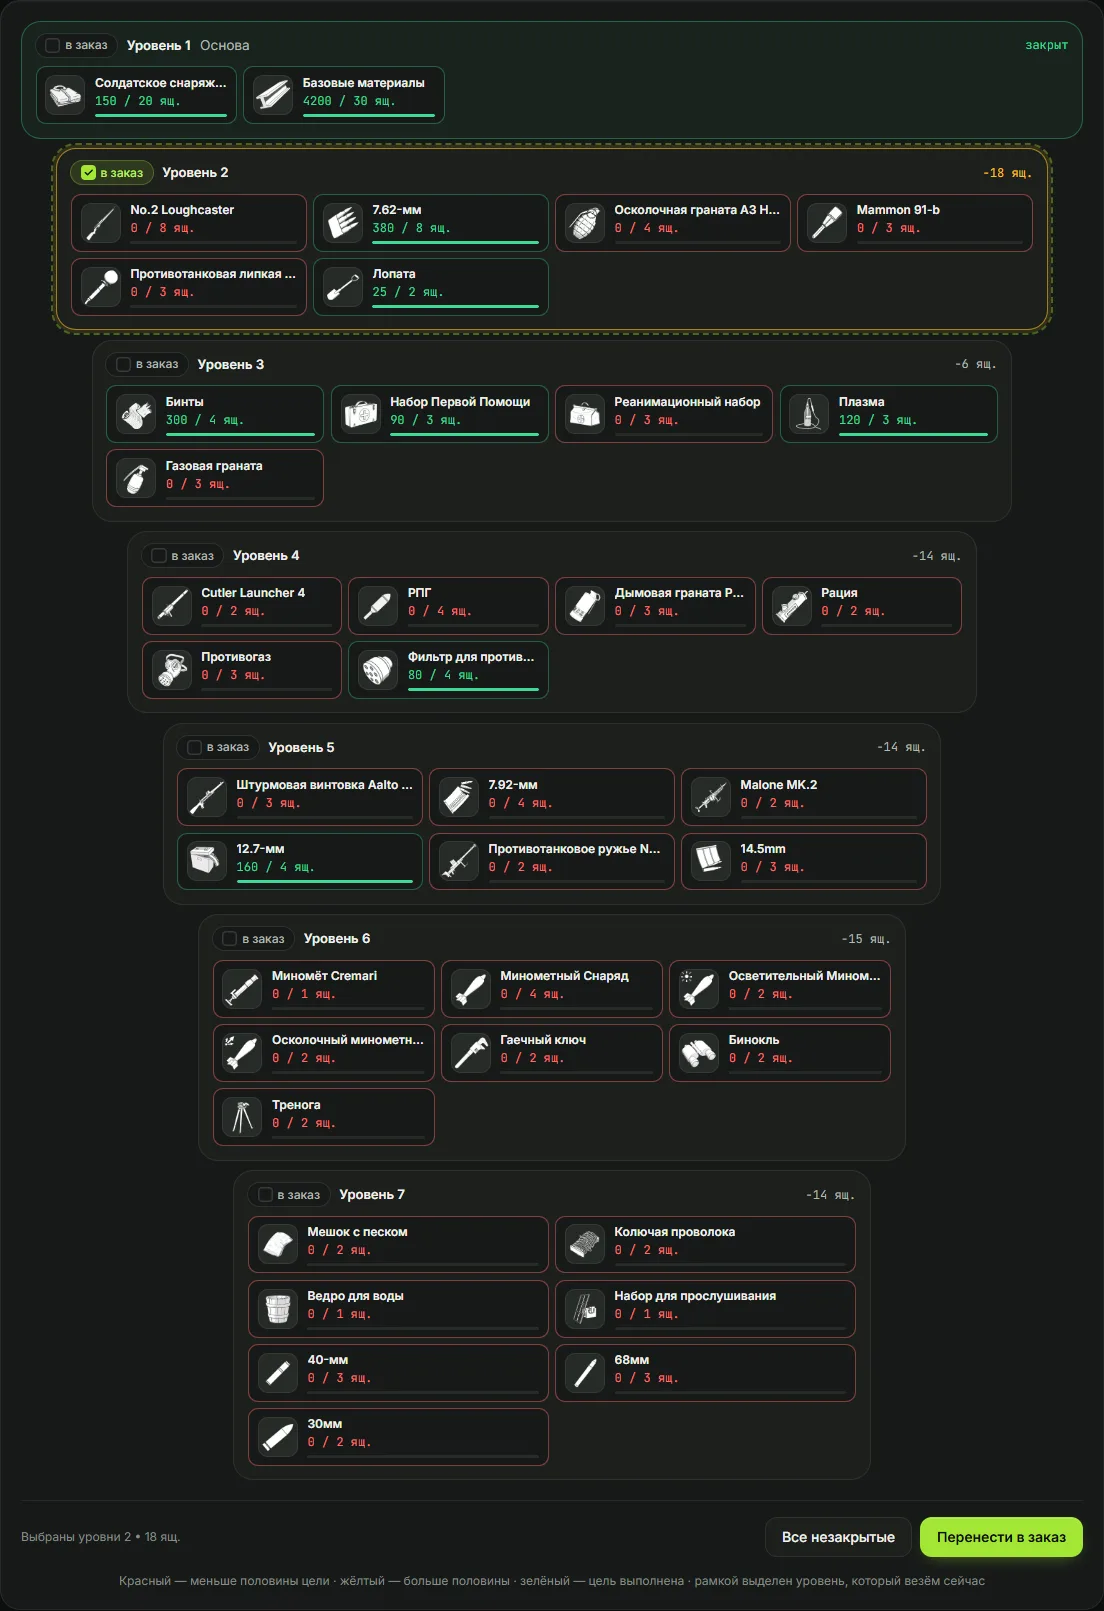 в заказ Уровень 1 Основа закрыт
Солдатское снаряж... Базовые материалы
150 / 20 ящ. 4200 / 30 ящ.
в заказ Уровень 2 -18 ящ.
No.2 Loughcaster 7.62-мм Осколочная граната A3 H... Mammon 91-b
0 / 8 ящ. 380 / 8 ящ. 0 / 4 ящ. 0 / 3 ящ.
Противотанковая липкая ... Лопата
0 / 3 ящ. 25 / 2 ящ.
в заказ Уровень 3 -6 ящ.
Бинты Набор Первой Помощи Реанимационный набор Плазма
300 / 4 ящ. 90 / 3 ящ. 0 / 3 ящ. 120 / 3 ящ.
Газовая граната
0 / 3 ящ.
в заказ Уровень 4 -14 ящ.
Cutler Launcher 4 РПГ Дымовая граната P... Рация
0 / 2 ящ. 0 / 4 ящ. 0 / 3 ящ. 0 / 2 ящ.
Противогаз Фильтр для против...
0 / 3 ящ. 80 / 4 ящ.
в заказ Уровень 5 -14 ящ.
Штурмовая винтовка Aalto ... 7.92-мм Malone MK.2
0 / 3 ящ. 0 / 4 ящ. 0 / 2 ящ.
12.7-мм Противотанковое ружье N... 14.5mm
160 / 4 ящ. 0 / 2 ящ. 0 / 3 ящ.
в заказ Уровень 6 -15 ящ.
Миномёт Cremari Минометный Снаряд Осветительный Мином...
0 / 1 ящ. 0 / 4 ящ. 0 / 2 ящ.
Осколочный минометн... Гаечный ключ Бинокль
0 / 2 ящ. 0 / 2 ящ. 0 / 2 ящ.
Тренога
0 / 2 ящ.
в заказ Уровень 7 -14 ящ.
Мешок с песком Колючая проволока
0 / 2 ящ. 0 / 2 ящ.
Ведро для воды Набор для прослушивания
0 / 1 ящ. 0 / 1 ящ.
40-мм 68мм
0 / 3 ящ. 0 / 3 ящ.
30мм
0 / 2 ящ.
Выбраны уровни 2 • 18 ящ. Все незакрытые Перенести в заказ
Красный — меньше половины цели · жёлтый — больше половины · зелёный — цель выполнена · рамкой выделен уровень, который везём сейчас